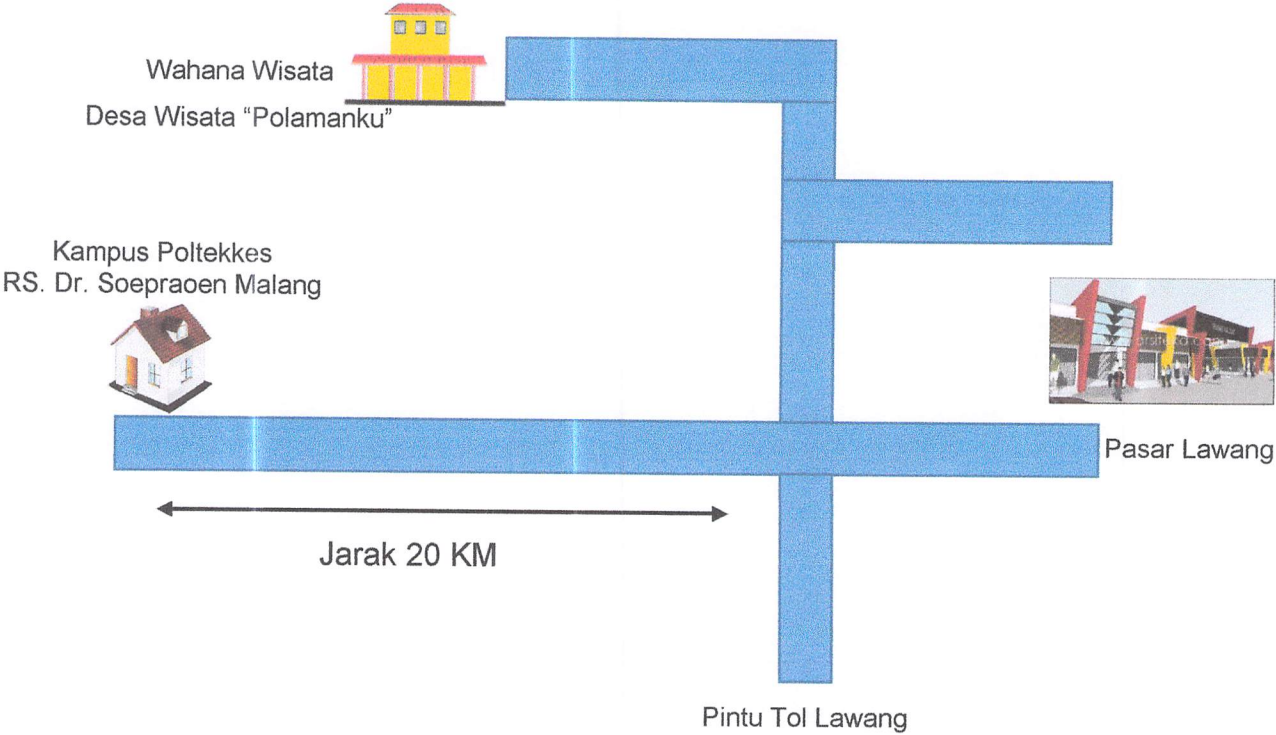 Wahana Wisata
Desa Wisata “Polamanku”
Kampus Poltekkes
RS. Dr. Soepraoen Malang
Pasar Lawang
Jarak 20 KM
Pintu Tol Lawang